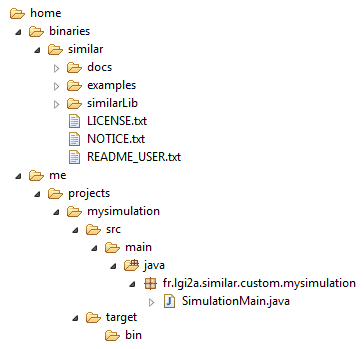 home
binaries
similar
docs
examples
similarLib
LICENSE.txt
NOTICE.txt
README_USER.txt
me
projects
mysimulation
src
main
java
fr.lgi2a.similar.custom.mysimulation
SimulationMain.java
target
bin